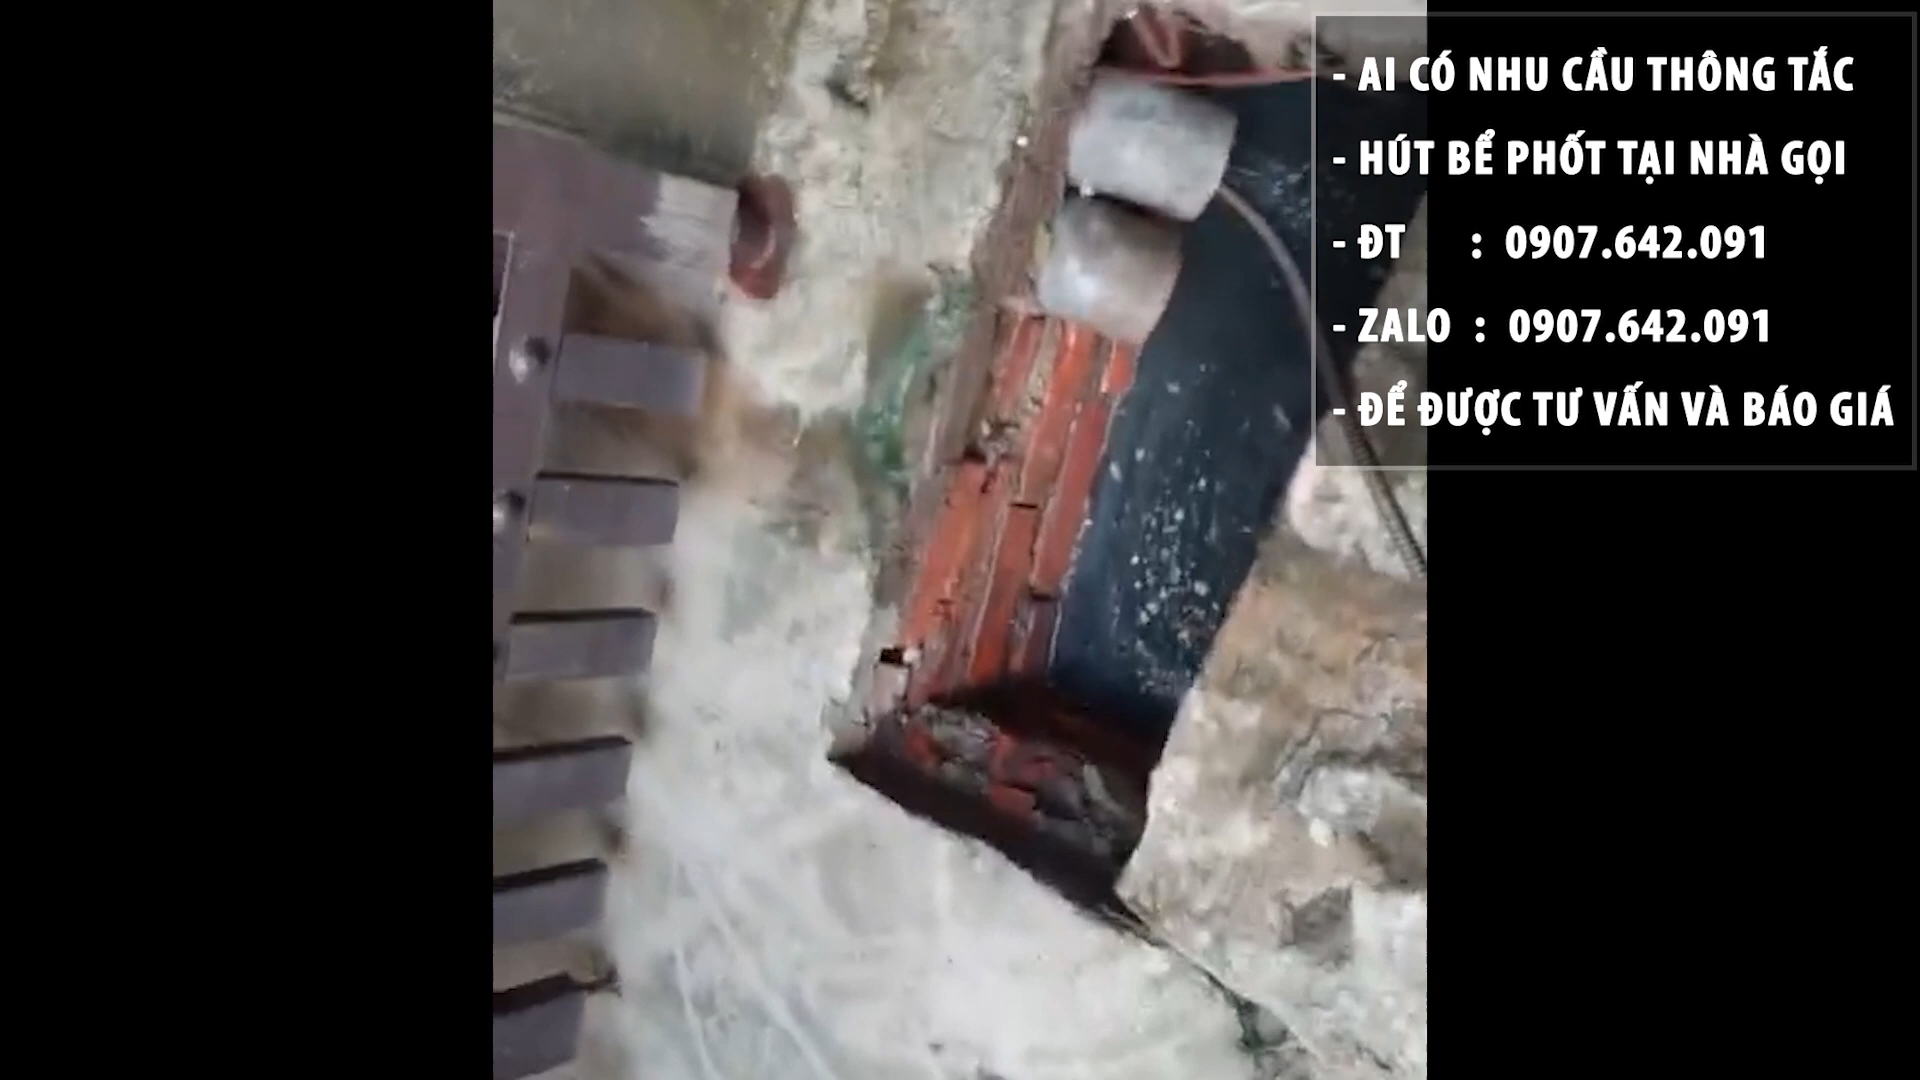 - AI CÓ NHU CẦU THÔNG TẮC
- HÚT BỂ PHỐT TẠI NHÀ GỌI
- ĐT : 0907.642.091
- ZALO : 0907.642.091
- ĐỂ ĐƯỢC TƯ VẤN VÀ BÁO GIÁ